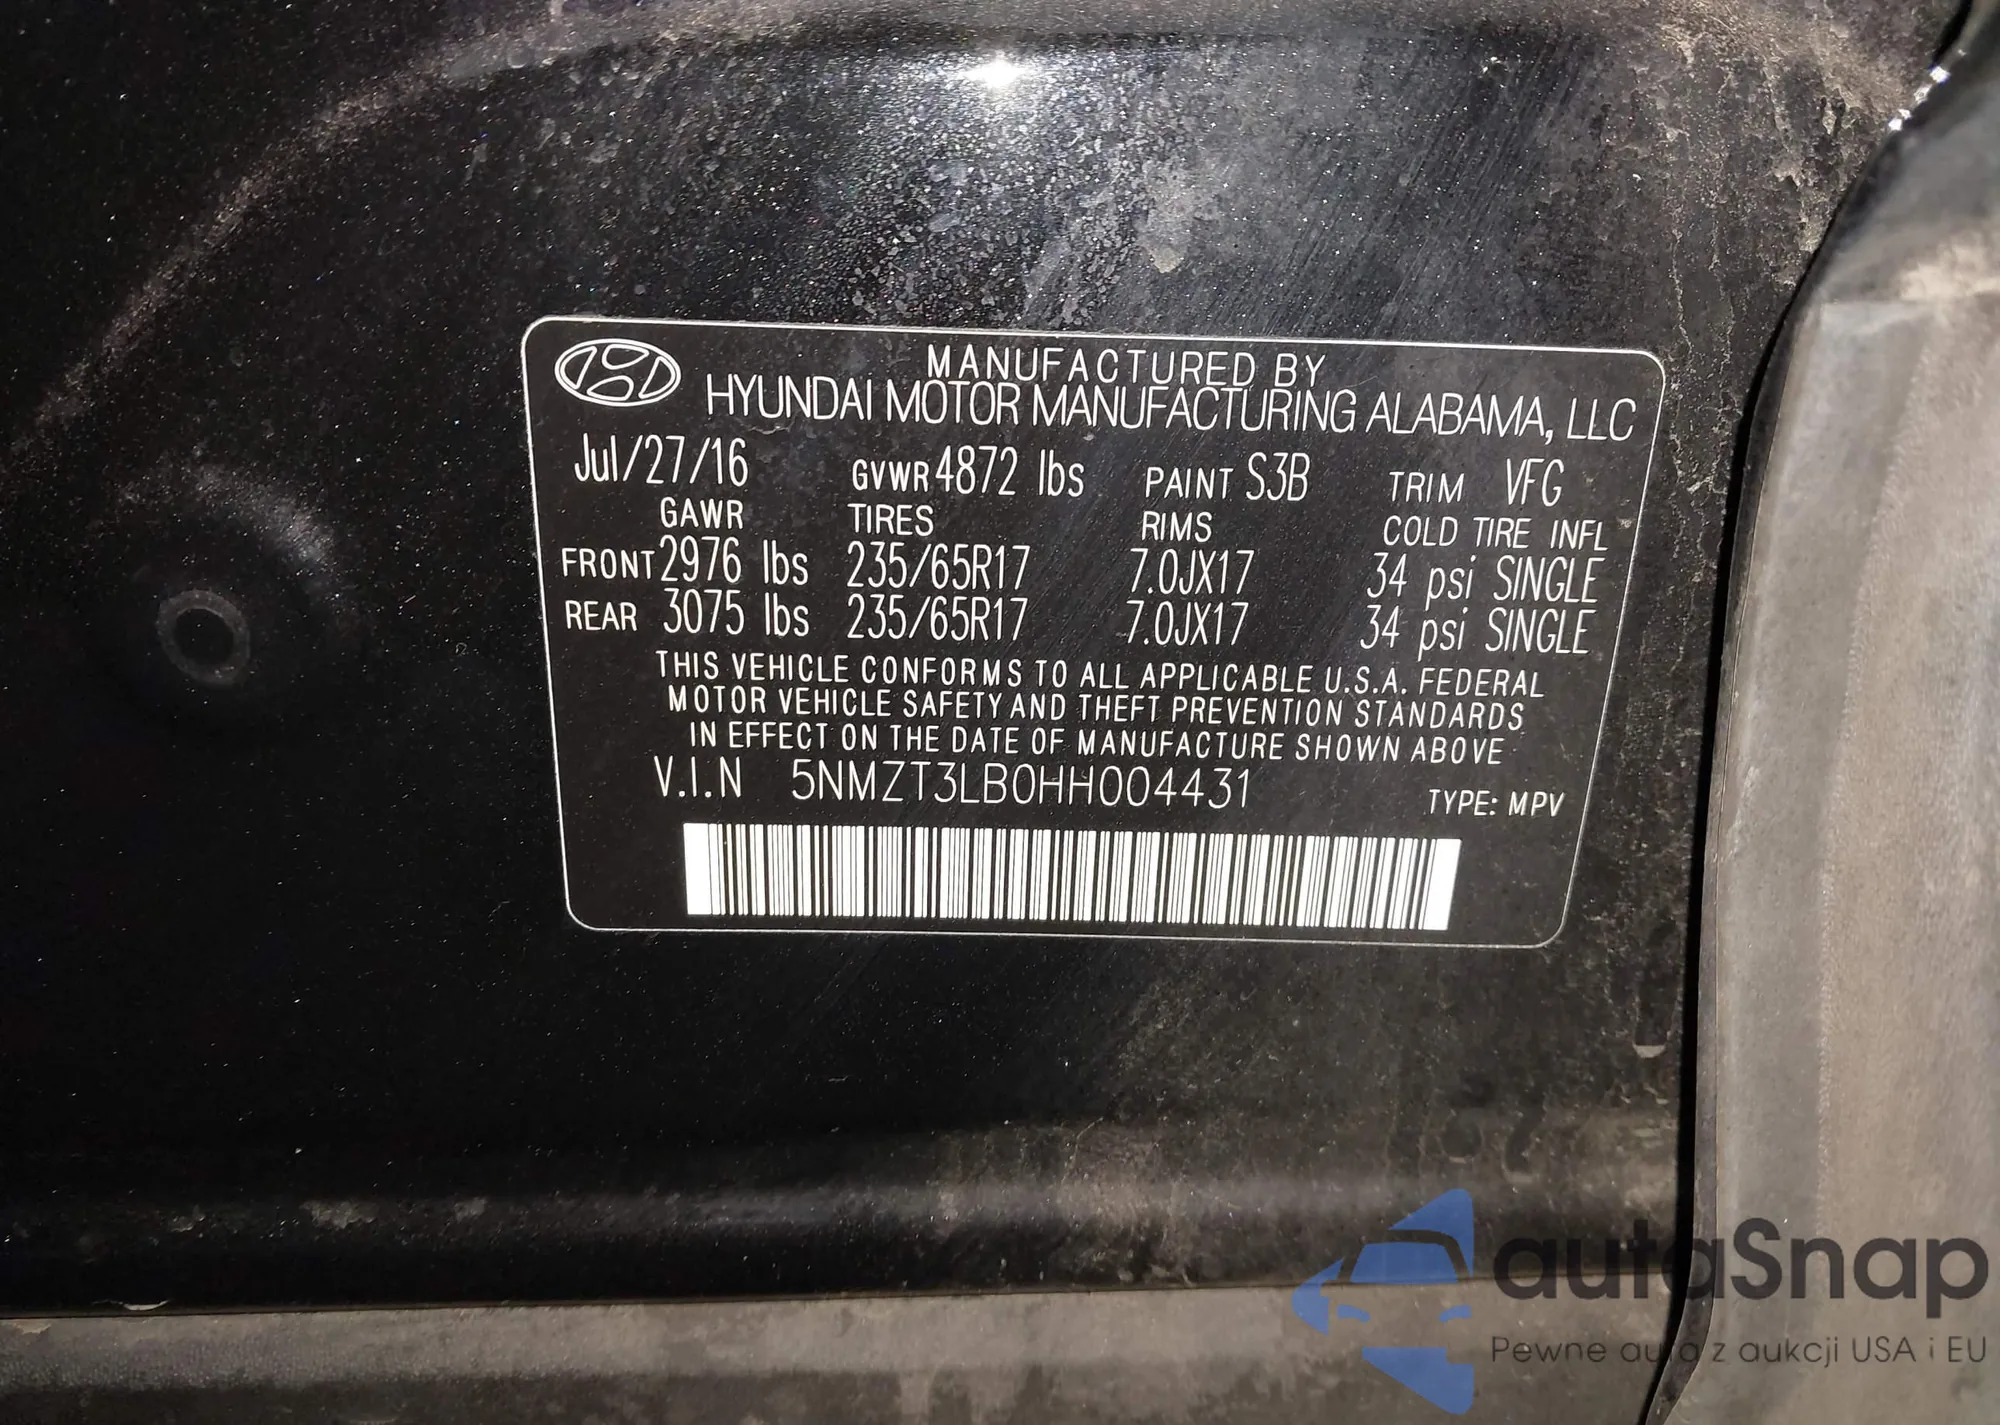 MANUFACTURED BY
HYUNDAI MOTOR MANUFACTURING ALABAMA, LLC
Jul/27/16 GVWR 4872 lbs PAINT S3B TRIM VFG
GAWR TIRES RIMS COLD TIRE INFL
FRONT 2976 lbs 235/65R17 7.0JX17 34 psi SINGLE
REAR 3075 lbs 235/65R17 7.0JX17 34 psi SINGLE
THIS VEHICLE CONFORMS TO ALL APPLICABLE U.S.A. FEDERAL
MOTOR VEHICLE SAFETY AND THEFT PREVENTION STANDARDS
IN EFFECT ON THE DATE OF MANUFACTURE SHOWN ABOVE
V.I.N 5NMZT3LB0HH004431 TYPE: MPV
autaSnap
Pewne auta z aukcji USA i EU